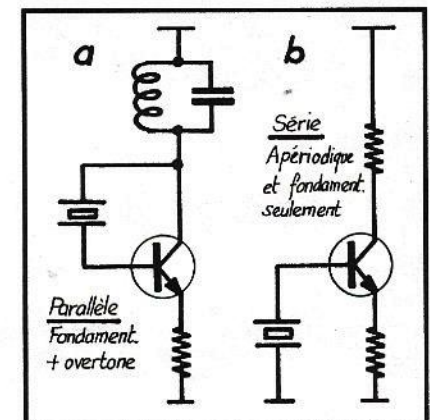 a
b
Série
Apériodique
et fondament.
seulement
Parallèle
Fondament.
+ overtone